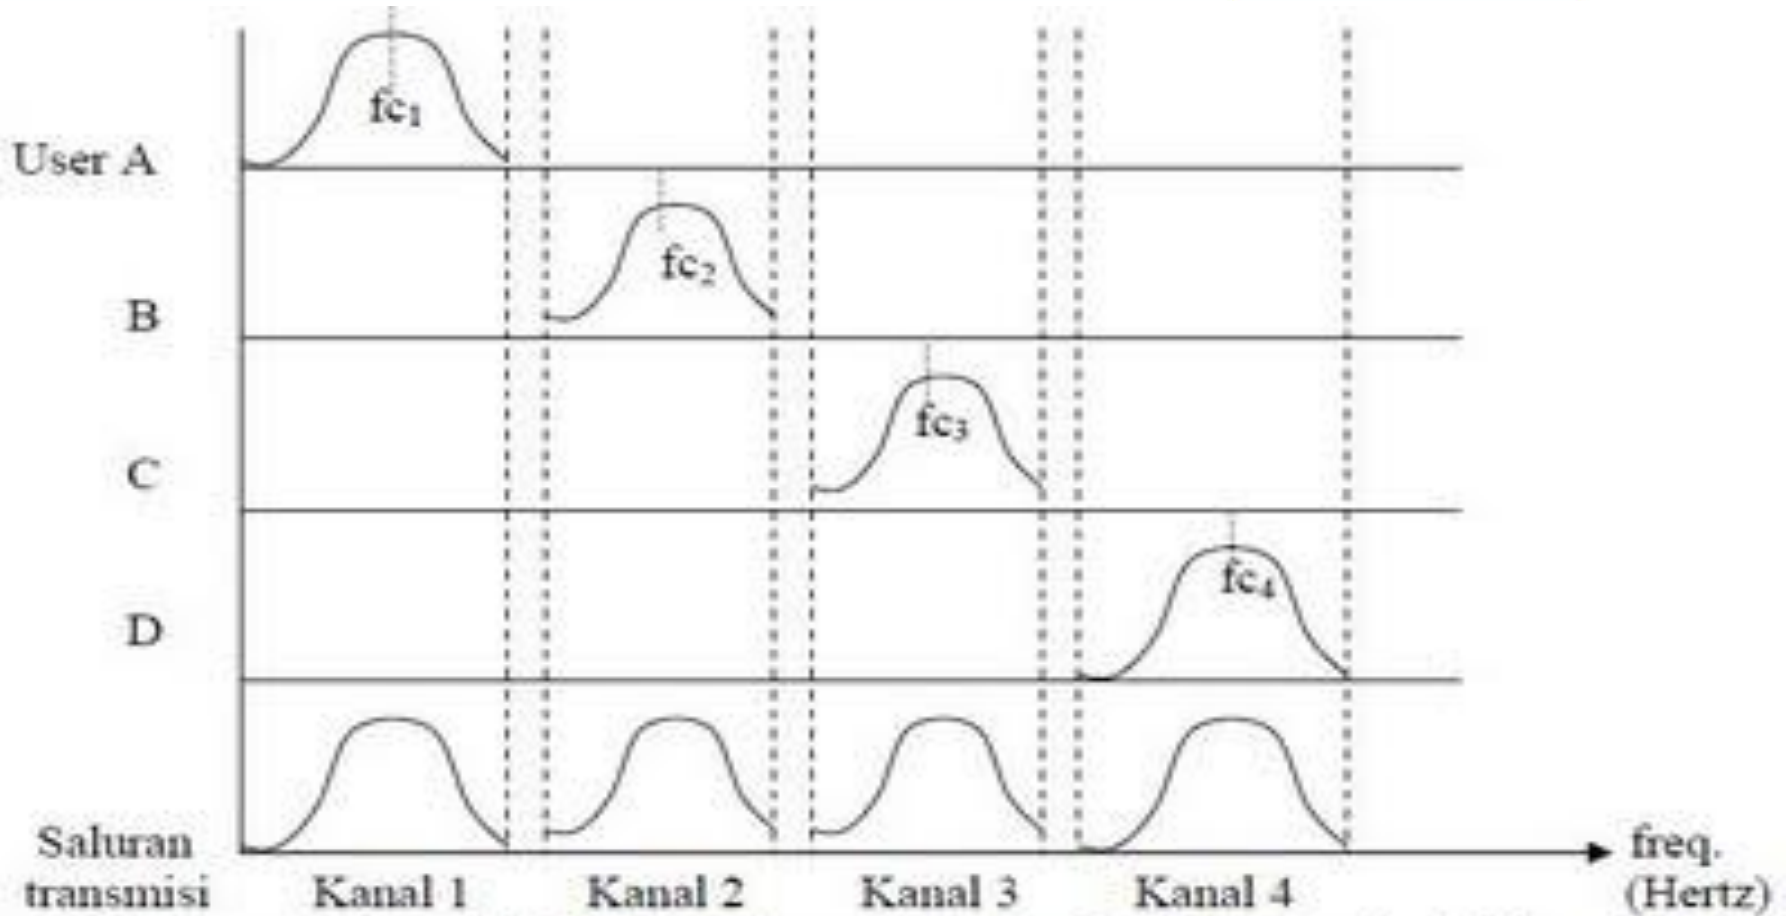 fc1
User A
fc2
B
fc3
C
fc4
D
Saluran
transmisi
Kanal 1
Kanal 2
Kanal 3
Kanal 4
freq.
(Hertz)